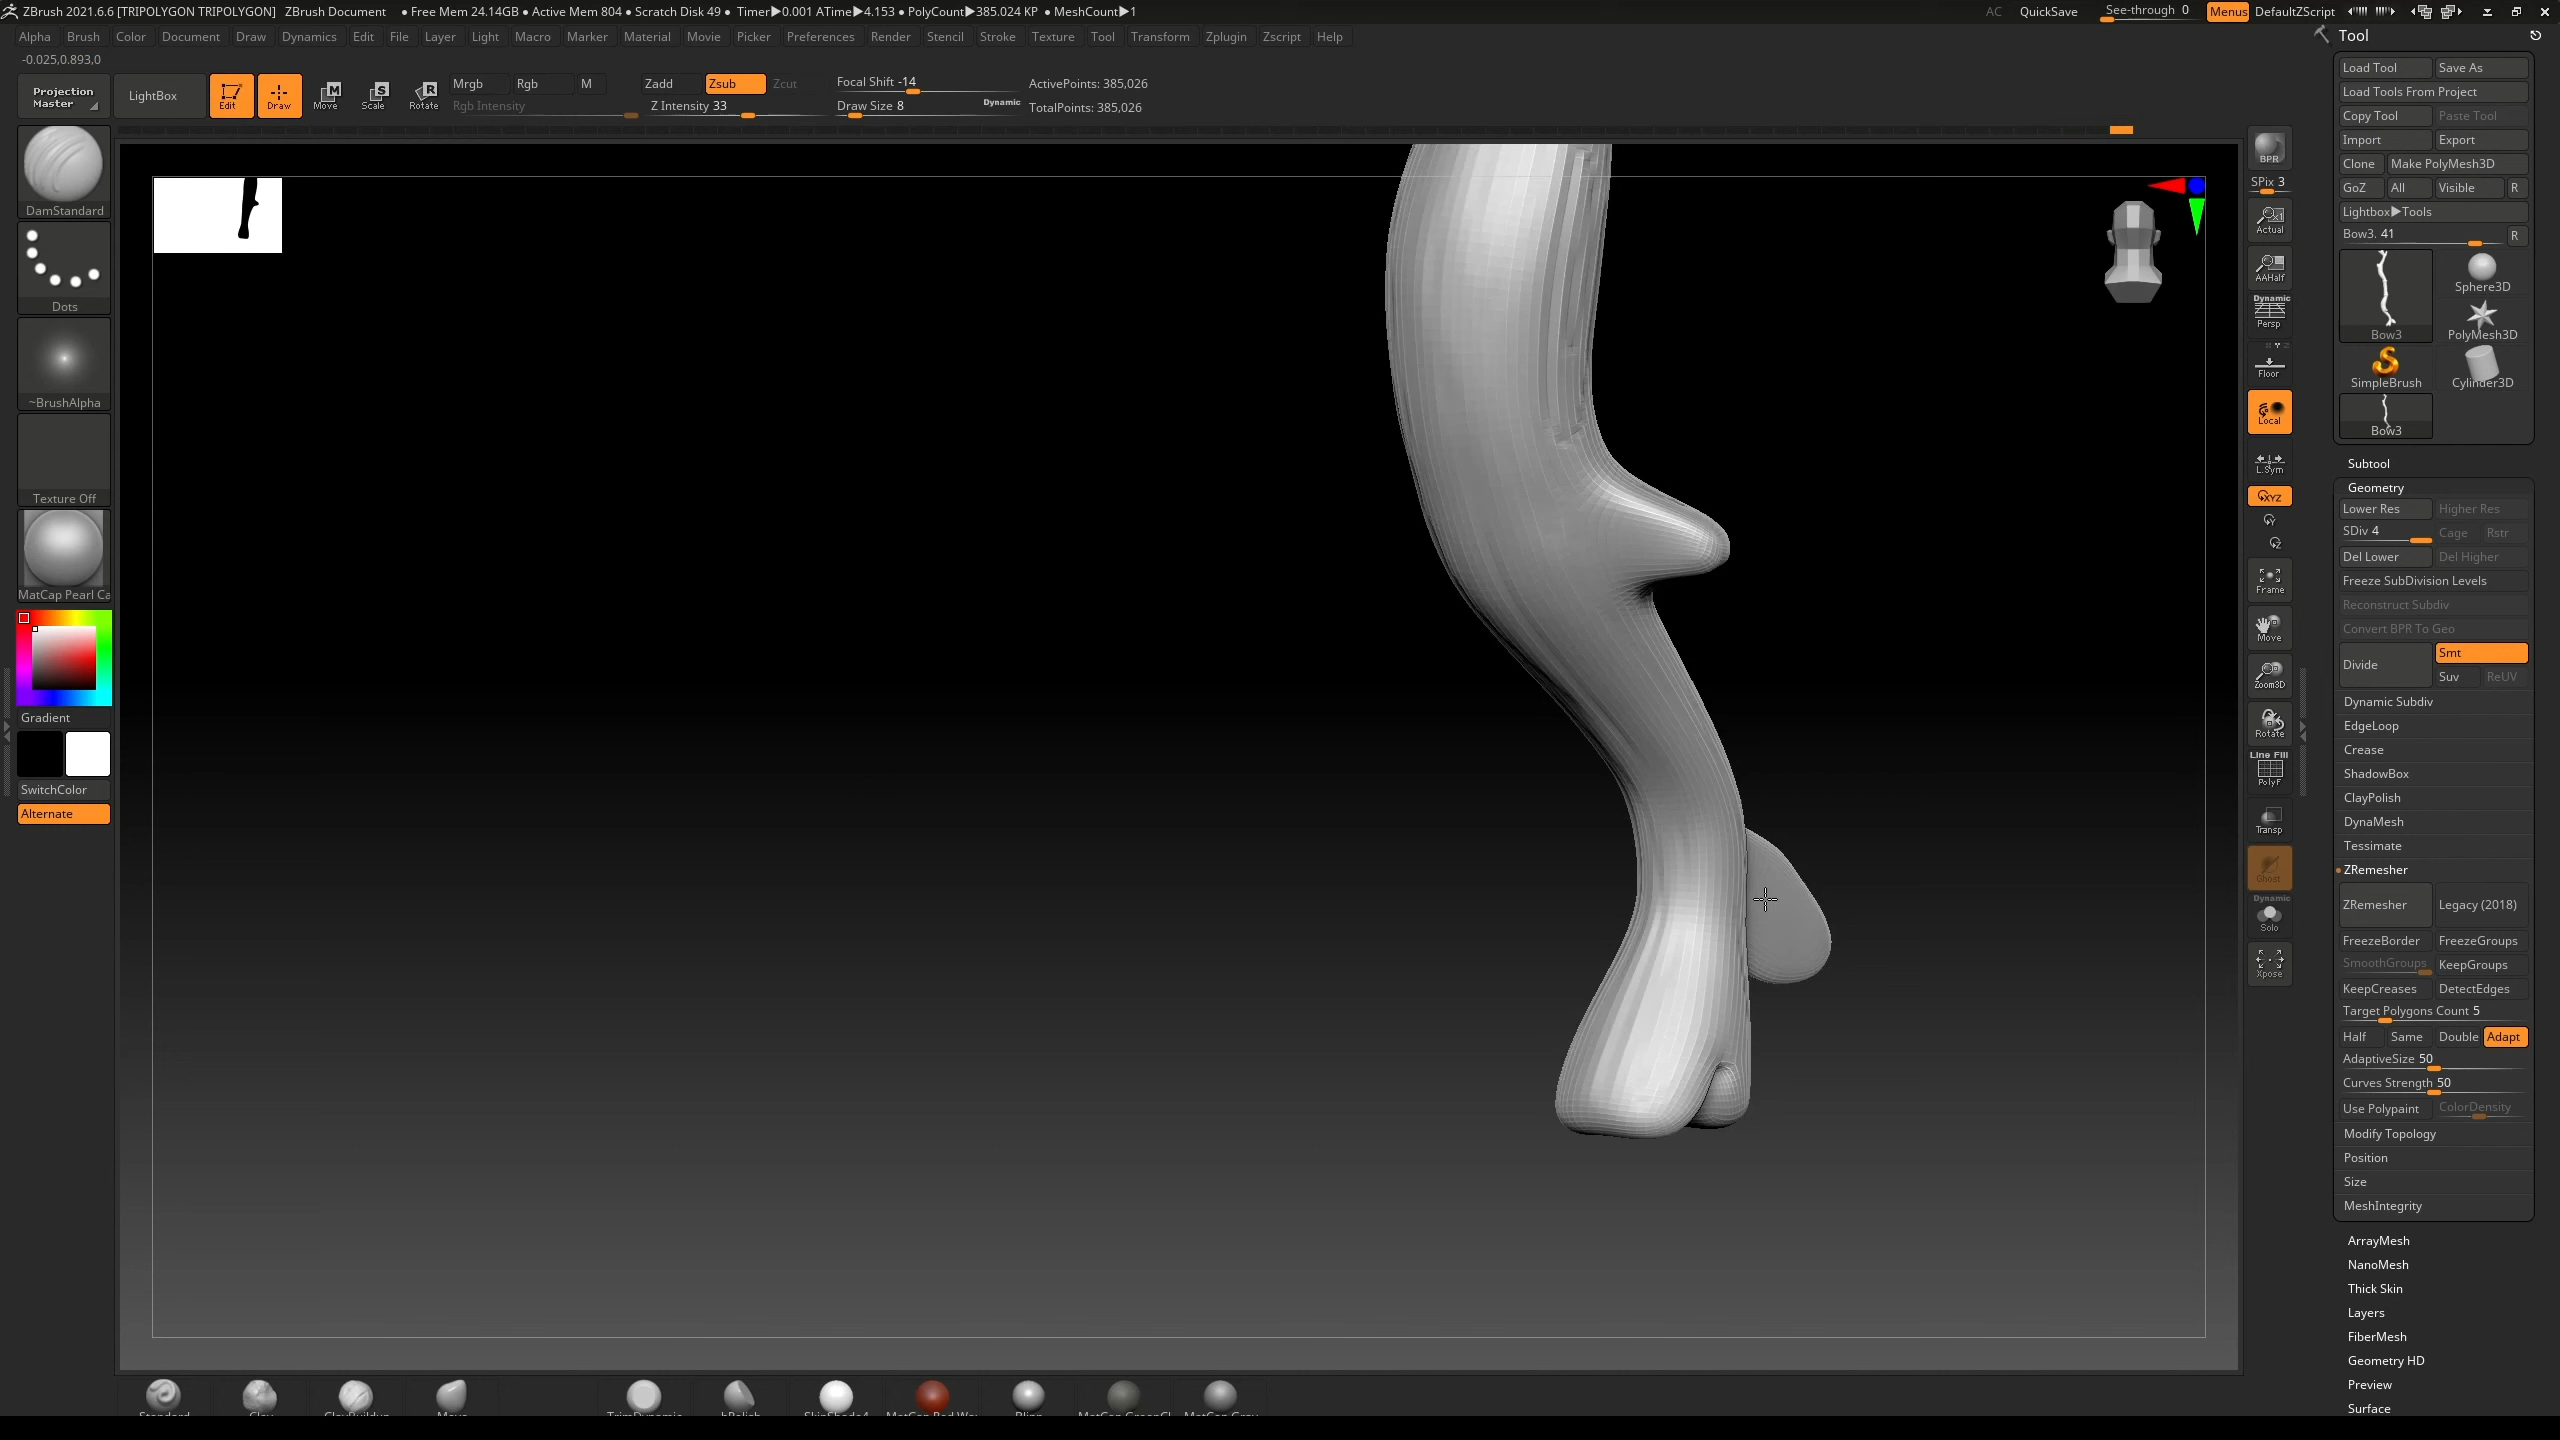 ZBrush 2021.6.6 [TRIPOLYGON TRIPOLYGON] ZBrush Document • Free Mem 24.14GB • Active Mem 804 • Scratch Disk 49 • Timer▶0.001 ATime▶4.153 • PolyCount▶385.024 KP • MeshCount▶1 AC QuickSave See-through 0 Menus DefaultZScript
Alpha Brush Color Document Draw Dynamics Edit File Layer Light Macro Marker Material Movie Picker Preferences Render Stencil Stroke Texture Tool Transform Zplugin Zscript Help
-0.025,0.893,0
Projection Master
LightBox
Edit
Draw
Move
Scale
Rotate
Mrgb Rgb M
Rgb Intensity
Zadd Zsub Zcut
Z Intensity 33
Focal Shift -14
Draw Size 8
Dynamic
ActivePoints: 385,026
TotalPoints: 385,026
DamStandard
Dots
~BrushAlpha
Texture Off
MatCap Pearl Ca
Gradient
SwitchColor
Alternate
BPR
SPix 3
Actual
AAHalf
Dynamic
Persp
Floor
Local
L.Sym
XYZ
Y
Z
Frame
Move
Zoom3D
Rotate
Line Fill
PolyF
Transp
Ghost
Dynamic
Solo
Xpose
Tool
Load Tool Save As
Load Tools From Project
Copy Tool Paste Tool
Import Export
Clone Make PolyMesh3D
GoZ All Visible R
Lightbox▶Tools
Bow3. 41 R
Bow3
Sphere3D
PolyMesh3D
SimpleBrush
Cylinder3D
Bow3
Subtool
Geometry
Lower Res Higher Res
SDiv 4 Cage Rstr
Del Lower Del Higher
Freeze SubDivision Levels
Reconstruct Subdiv
Convert BPR To Geo
Divide
Smt
Suv ReUV
Dynamic Subdiv
EdgeLoop
Crease
ShadowBox
ClayPolish
DynaMesh
Tessimate
ZRemesher
ZRemesher Legacy (2018)
FreezeBorder FreezeGroups
SmoothGroups KeepGroups
KeepCreases DetectEdges
Target Polygons Count 5
Half Same Double Adapt
AdaptiveSize 50
Curves Strength 50
Use Polypaint ColorDensity
Modify Topology
Position
Size
MeshIntegrity
ArrayMesh
NanoMesh
Thick Skin
Layers
FiberMesh
Geometry HD
Preview
Surface